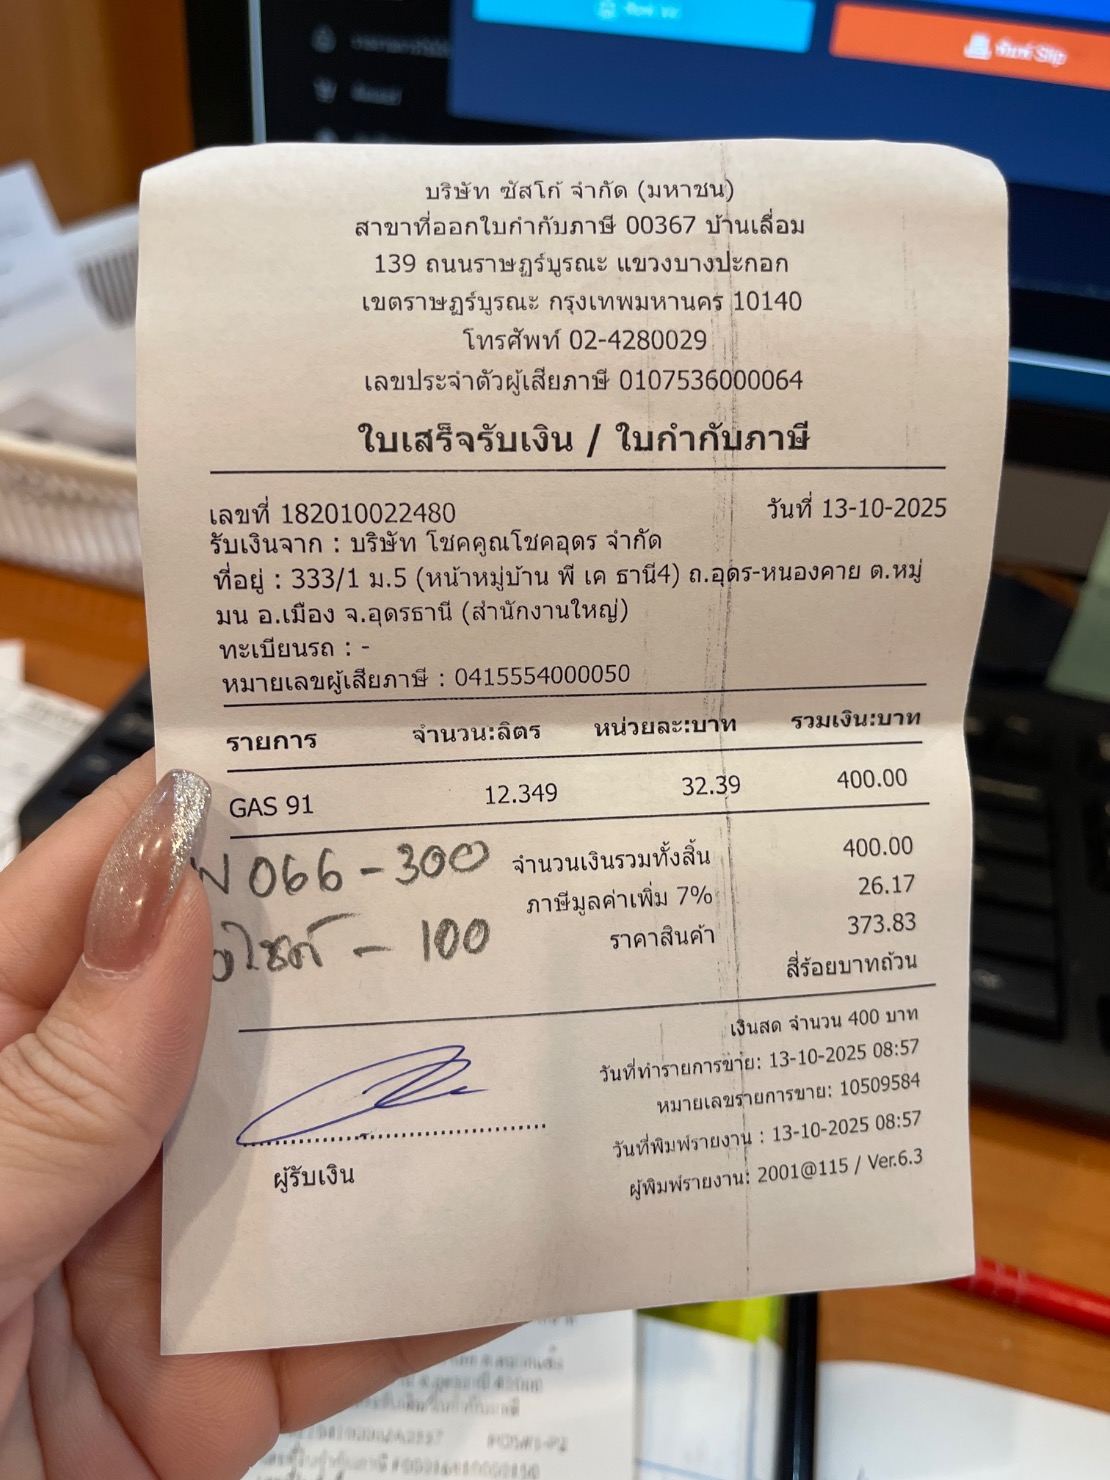 พิมพ์ Slip
บริษัท ซัสโก้ จำกัด (มหาชน)
สาขาที่ออกใบกำกับภาษี 00367 บ้านเลื่อม
139 ถนนราษฎร์บูรณะ แขวงบางปะกอก
เขตราษฎร์บูรณะ กรุงเทพมหานคร 10140
โทรศัพท์ 02-4280029
เลขประจำตัวผู้เสียภาษี 0107536000064
ใบเสร็จรับเงิน / ใบกำกับภาษี
เลขที่ 182010022480 วันที่ 13-10-2025
รับเงินจาก : บริษัท โชคคูณโชคอุดร จำกัด
ที่อยู่ : 333/1 ม.5 (หน้าหมู่บ้าน พี เค ธานี4) ถ.อุดร-หนองคาย ต.หมู
มน อ.เมือง จ.อุดรธานี (สำนักงานใหญ่)
ทะเบียนรถ : -
หมายเลขผู้เสียภาษี : 0415554000050
รายการ จำนวน:ลิตร หน่วยละ:บาท รวมเงิน:บาท
GAS 91 12.349 32.39 400.00
จำนวนเงินรวมทั้งสิ้น 400.00
066 - 300
ภาษีมูลค่าเพิ่ม 7% 26.17
ราคาสินค้า 373.83
- 100
สี่ร้อยบาทถ้วน
เงินสด จำนวน 400 บาท
วันที่ทำรายการขาย: 13-10-2025 08:57
หมายเลขรายการขาย: 10509584
วันที่พิมพ์รายงาน : 13-10-2025 08:57
ผู้พิมพ์รายงาน: 2001@115 / Ver.6.3
ผู้รับเงิน